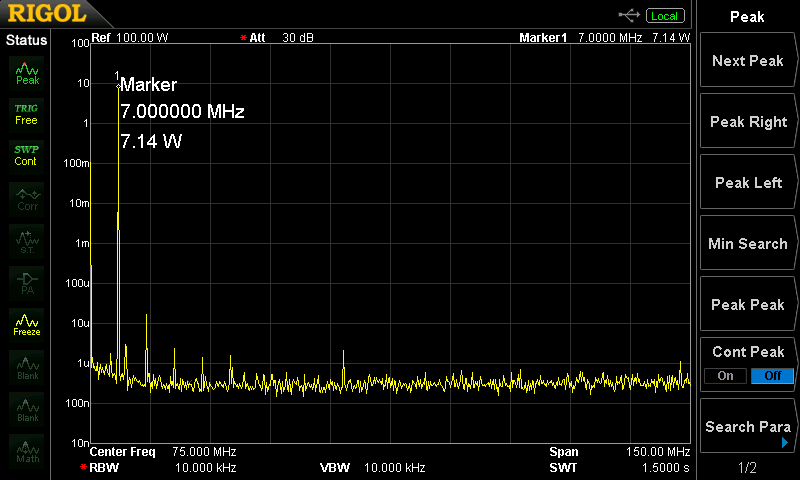 RIGOL
Local
Peak
Status
Ref 100.00 W
* Att 30 dB
Marker1 7.0000 MHz 7.14 W
100
10
1
100m
10m
1m
100u
10u
1u
100n
10n
1
Marker
7.000000 MHz
7.14 W
Peak
TRIG
Free
SWP
Cont
Corr
S.T.
PA
Freeze
Blank
Blank
Math
Center Freq 75.000 MHz
Span 150.00 MHz
* RBW 10.000 kHz
VBW 10.000 kHz
SWT 1.5000 s
Next Peak
Peak Right
Peak Left
Min Search
Peak Peak
Cont Peak
On Off
Search Para
1/2